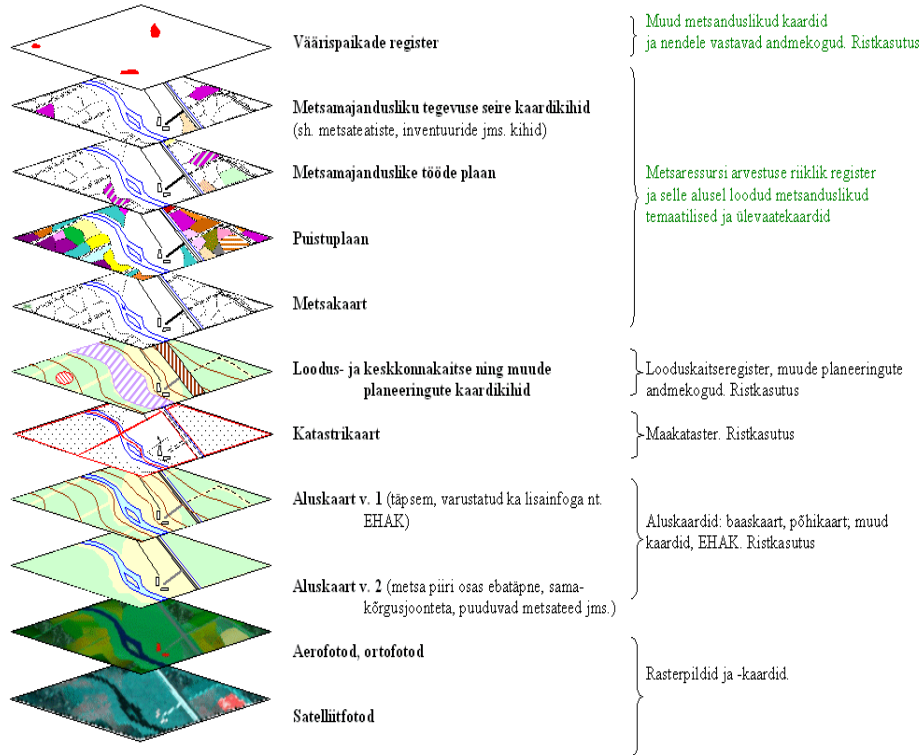 Väärispaikade register
Muud metsanduslikud kaardid
ja nendele vastavad andmekogud. Ristkasutus
Metsamajandusliku tegevuse seire kaardikihid
(sh. metsateatiste, inventuuride jms. kihid)
Metsamajanduslike tööde plaan
Puistuplaan
Metsakaart
Metsaressursi arvestuse riiklik register
ja selle alusel loodud metsanduslikud
temaatilised ja ülevaatekaardid
Loodus- ja keskkonnakaitse ning muude
planeeringute kaardikihid
Looduskaitseregister, muude planeeringute
andmekogud. Ristkasutus
Katastrikaart
Maakataster. Ristkasutus
Aluskaart v. 1 (täpsem, varustatud ka lisainfoga nt.
EHAK)
Aluskaart v. 2 (metsa piiri osas ebatäpne, sama-
kõrgusjoonteta, puuduvad metsateed jms.)
Aluskaardid: baaskaart, põhikaart; muud
kaardid, EHAK. Ristkasutus
Aerofotod, ortofotod
Satelliitfotod
Rasterpildid ja -kaardid.